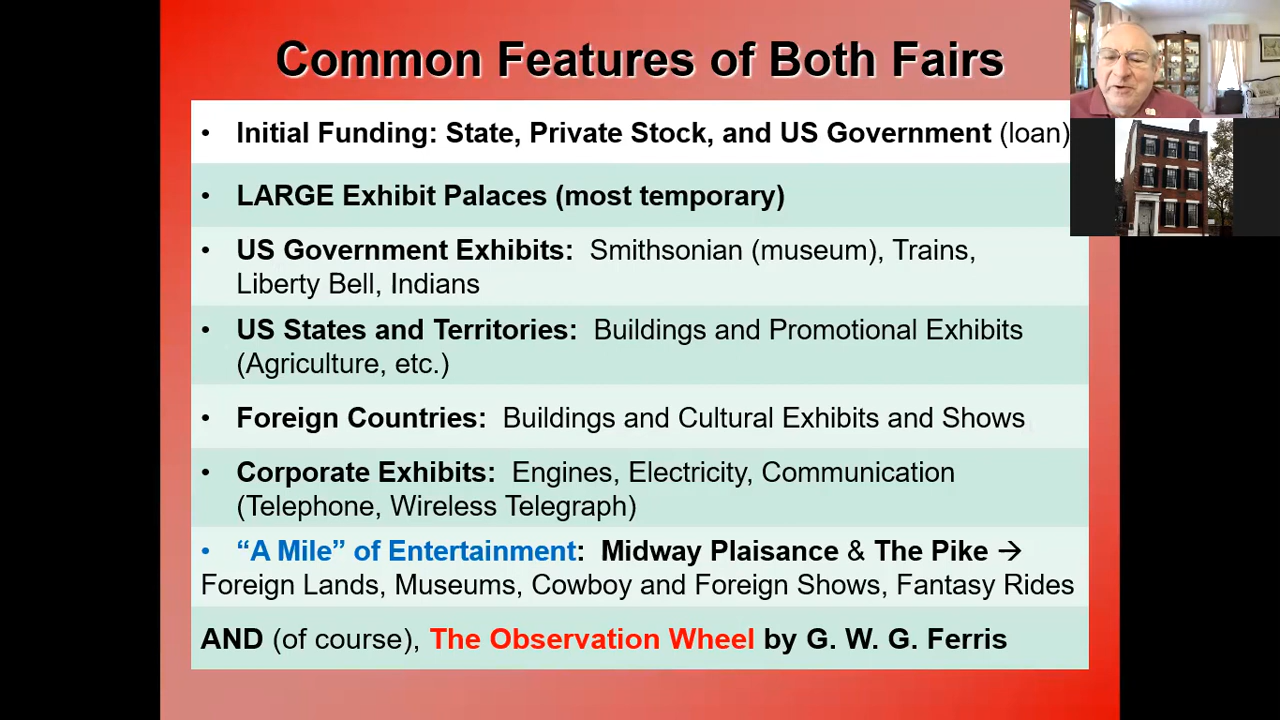 Common Features of Both Fairs
• Initial Funding: State, Private Stock, and US Government (loan)
• LARGE Exhibit Palaces (most temporary)
• US Government Exhibits: Smithsonian (museum), Trains,
Liberty Bell, Indians
• US States and Territories: Buildings and Promotional Exhibits
(Agriculture, etc.)
• Foreign Countries: Buildings and Cultural Exhibits and Shows
• Corporate Exhibits: Engines, Electricity, Communication
(Telephone, Wireless Telegraph)
• “A Mile” of Entertainment: Midway Plaisance & The Pike →
Foreign Lands, Museums, Cowboy and Foreign Shows, Fantasy Rides
AND (of course), The Observation Wheel by G. W. G. Ferris